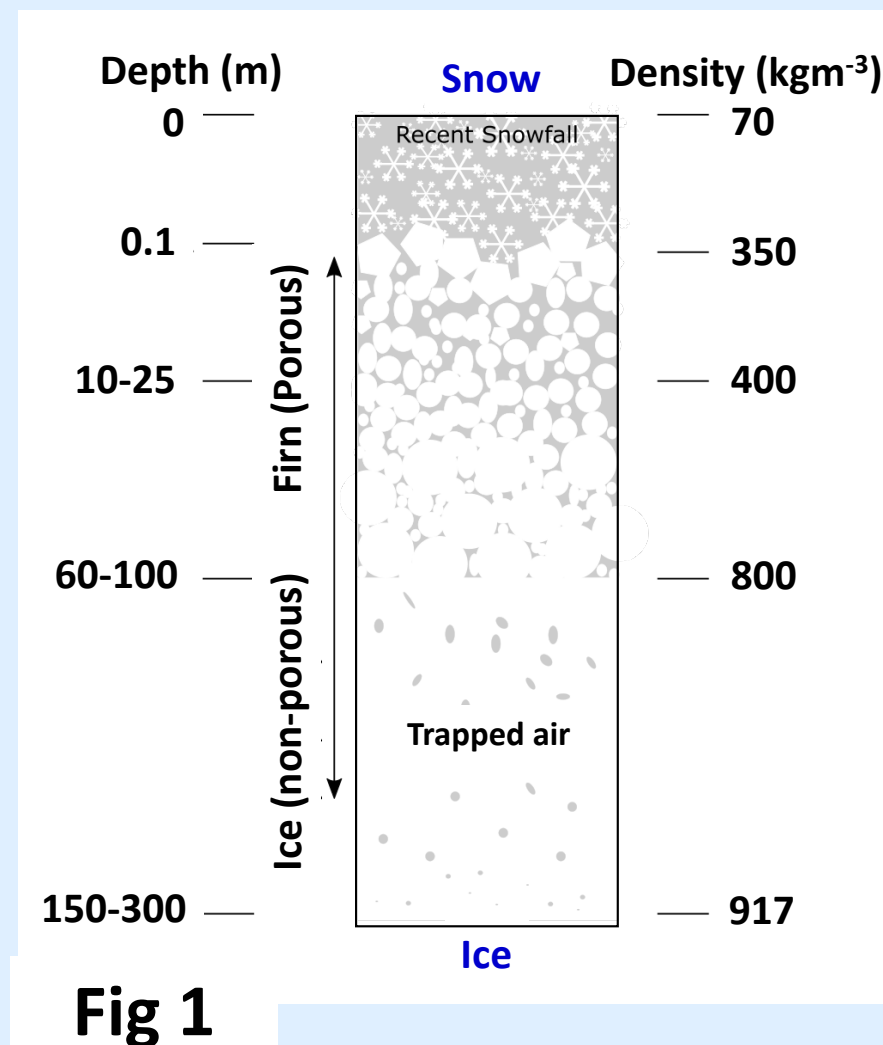 Depth (m)
Snow
Density (kgm-3)
0
70
Recent Snowfall
0.1
350
Firn (Porous)
10-25
400
60-100
800
Ice (non-porous)
Trapped air
150-300
917
Ice
Fig 1